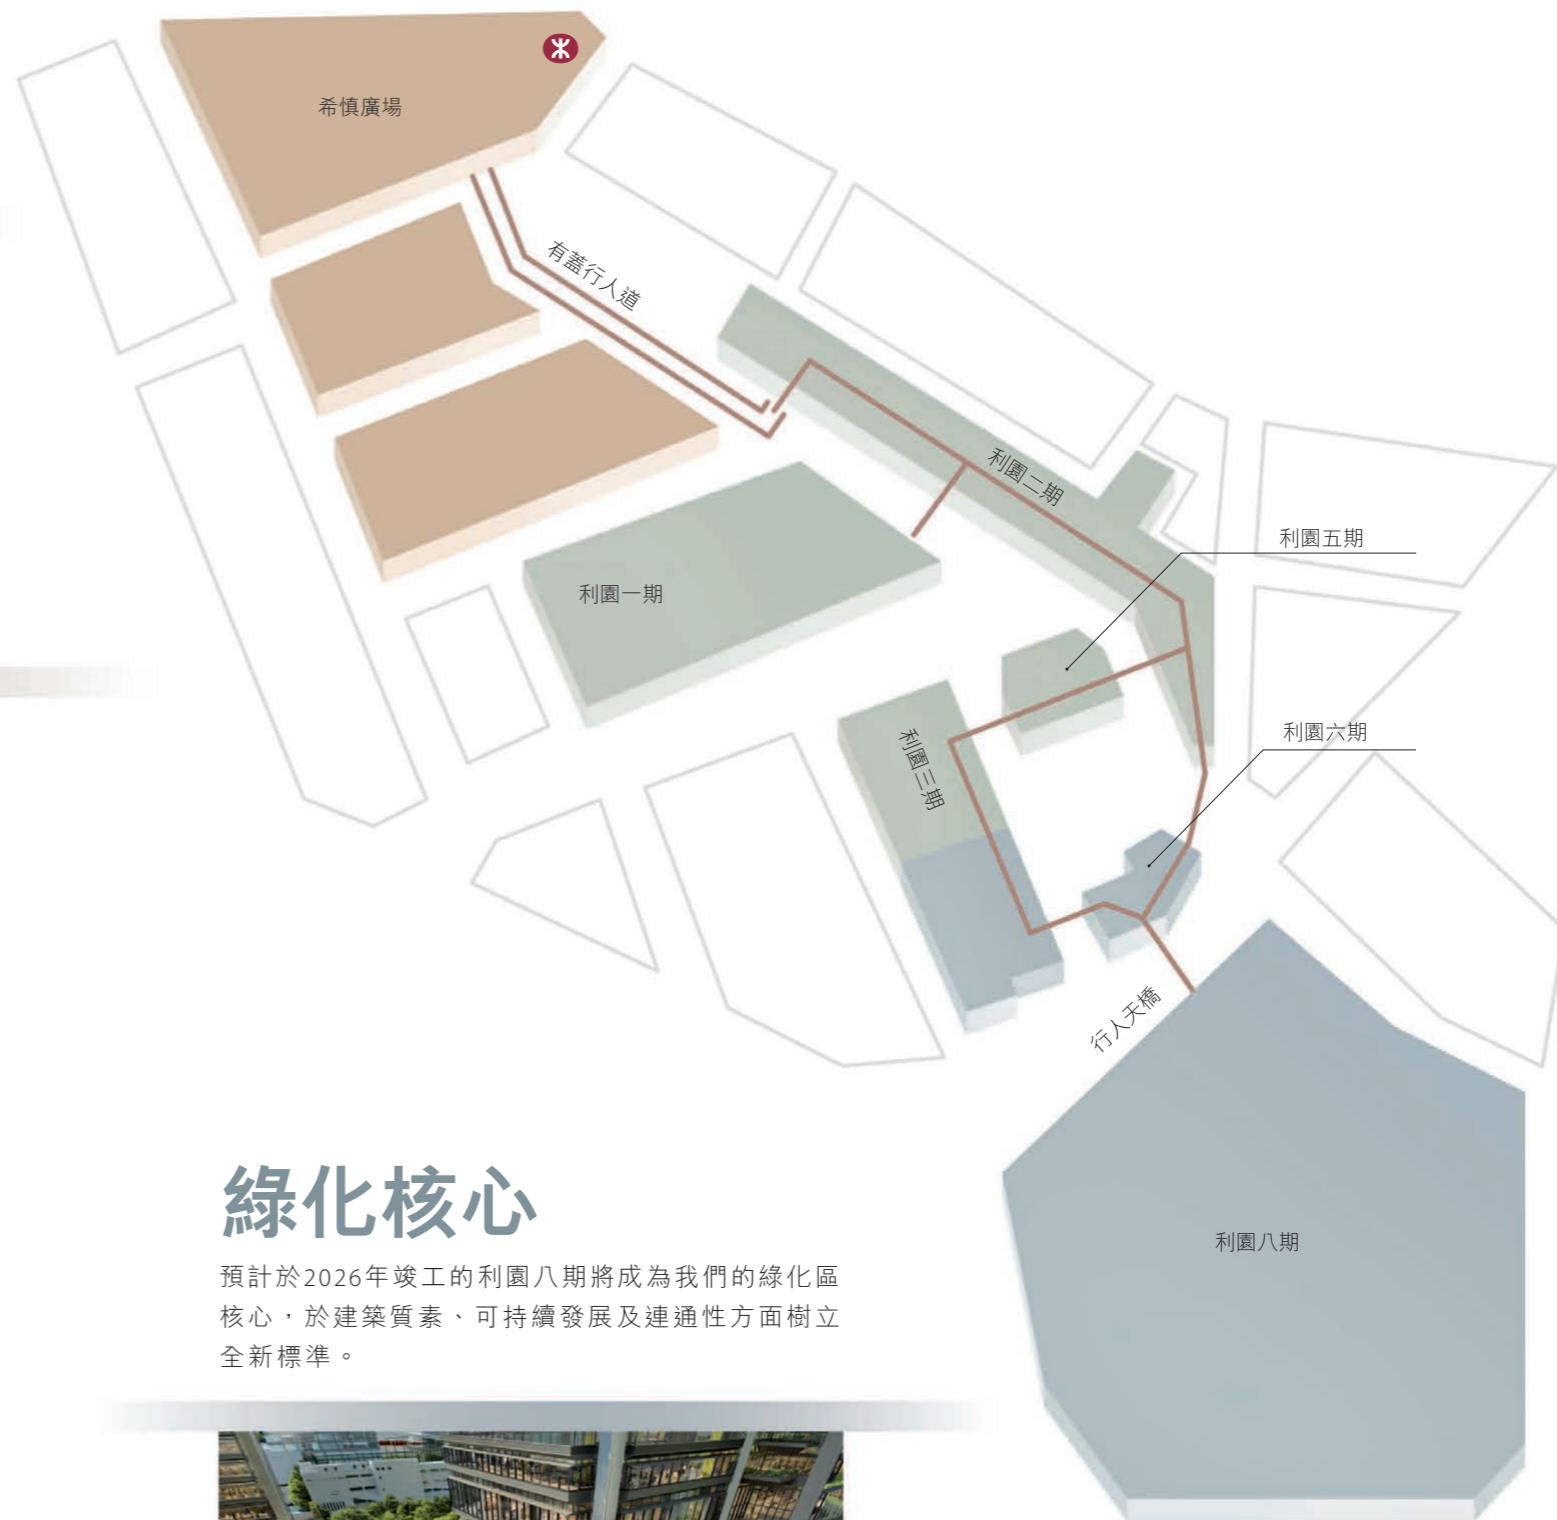 希慎廣場
有蓋行人道
利園二期
利園五期
利園一期
利園六期
利園三期
行人天橋
利園八期
綠化核心
預計於2026年竣工的利園八期將成為我們的綠化區
核心，於建築質素、可持續發展及連通性方面樹立
全新標準。